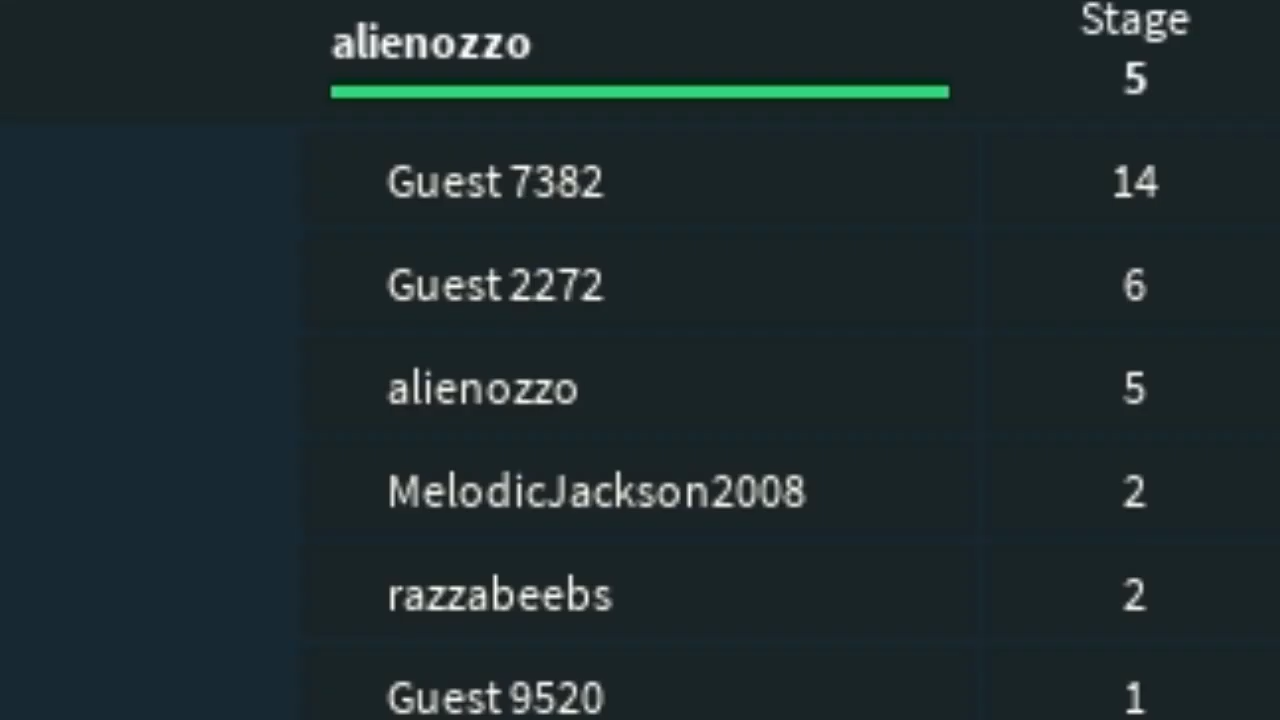 alienozzo Stage
5
Guest 7382 14
Guest 2272 6
alienozzo 5
MelodicJackson2008 2
razzabeebs 2
Guest 9520 1